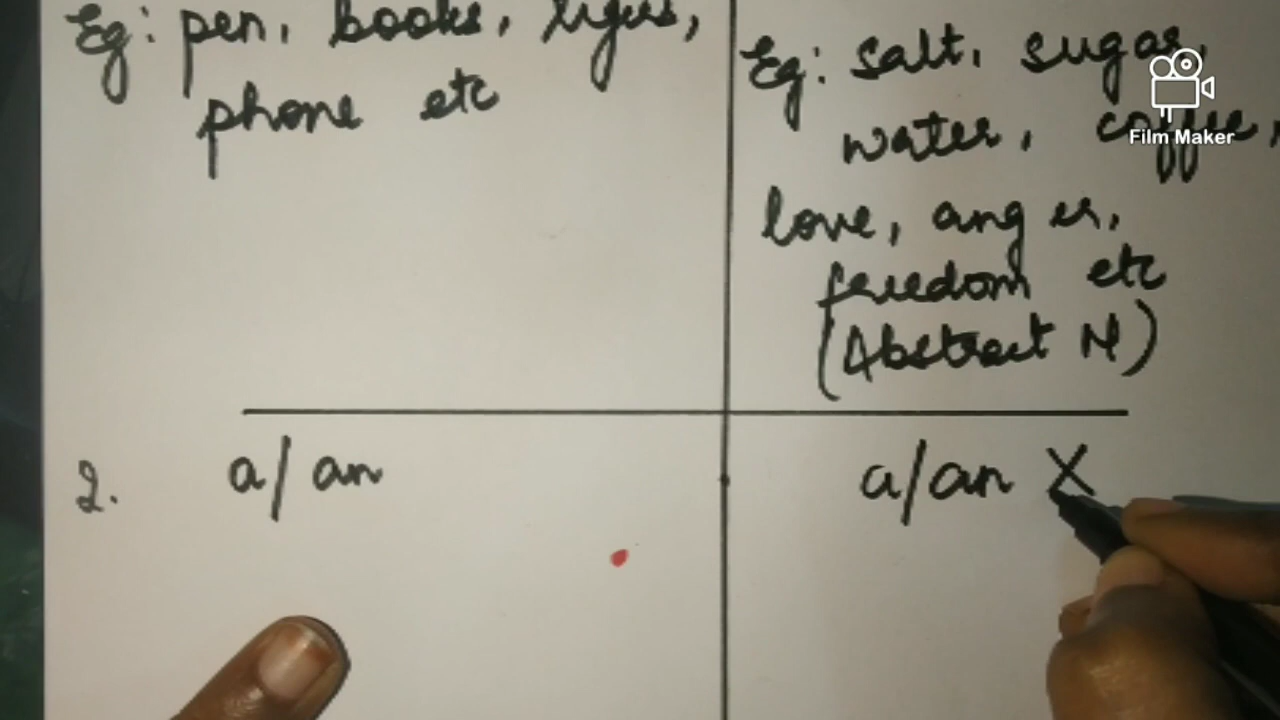 Eg: pen, books, tigers,
phone etc
Eg: salt, sugar,
water, coffee,
love, anger,
freedom etc
(Abstract N)
2. a/an
a/an X
Film Maker